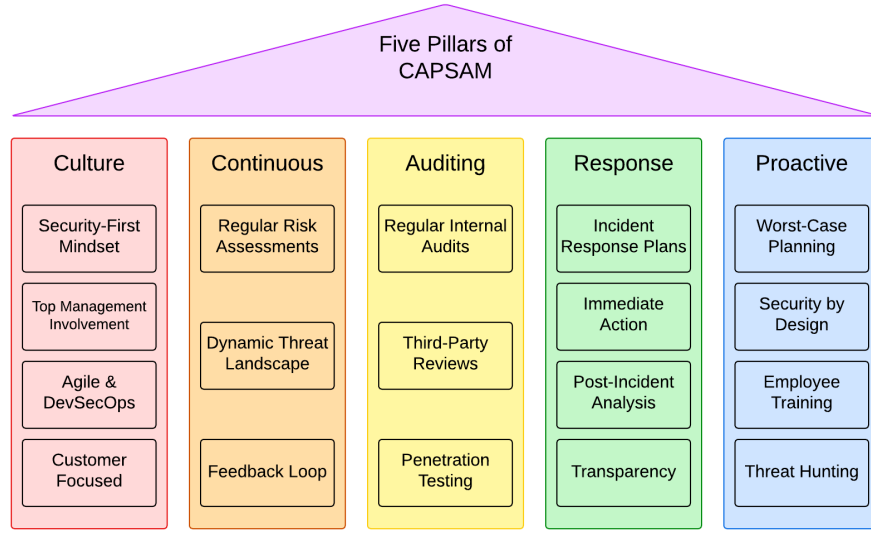 Five Pillars of
CAPSAM
Culture
Security-First
Mindset
Top Management
Involvement
Agile &
DevSecOps
Customer
Focused
Continuous
Regular Risk
Assessments
Dynamic Threat
Landscape
Feedback Loop
Auditing
Regular Internal
Audits
Third-Party
Reviews
Penetration
Testing
Response
Incident
Response Plans
Immediate
Action
Post-Incident
Analysis
Transparency
Proactive
Worst-Case
Planning
Security by
Design
Employee
Training
Threat Hunting